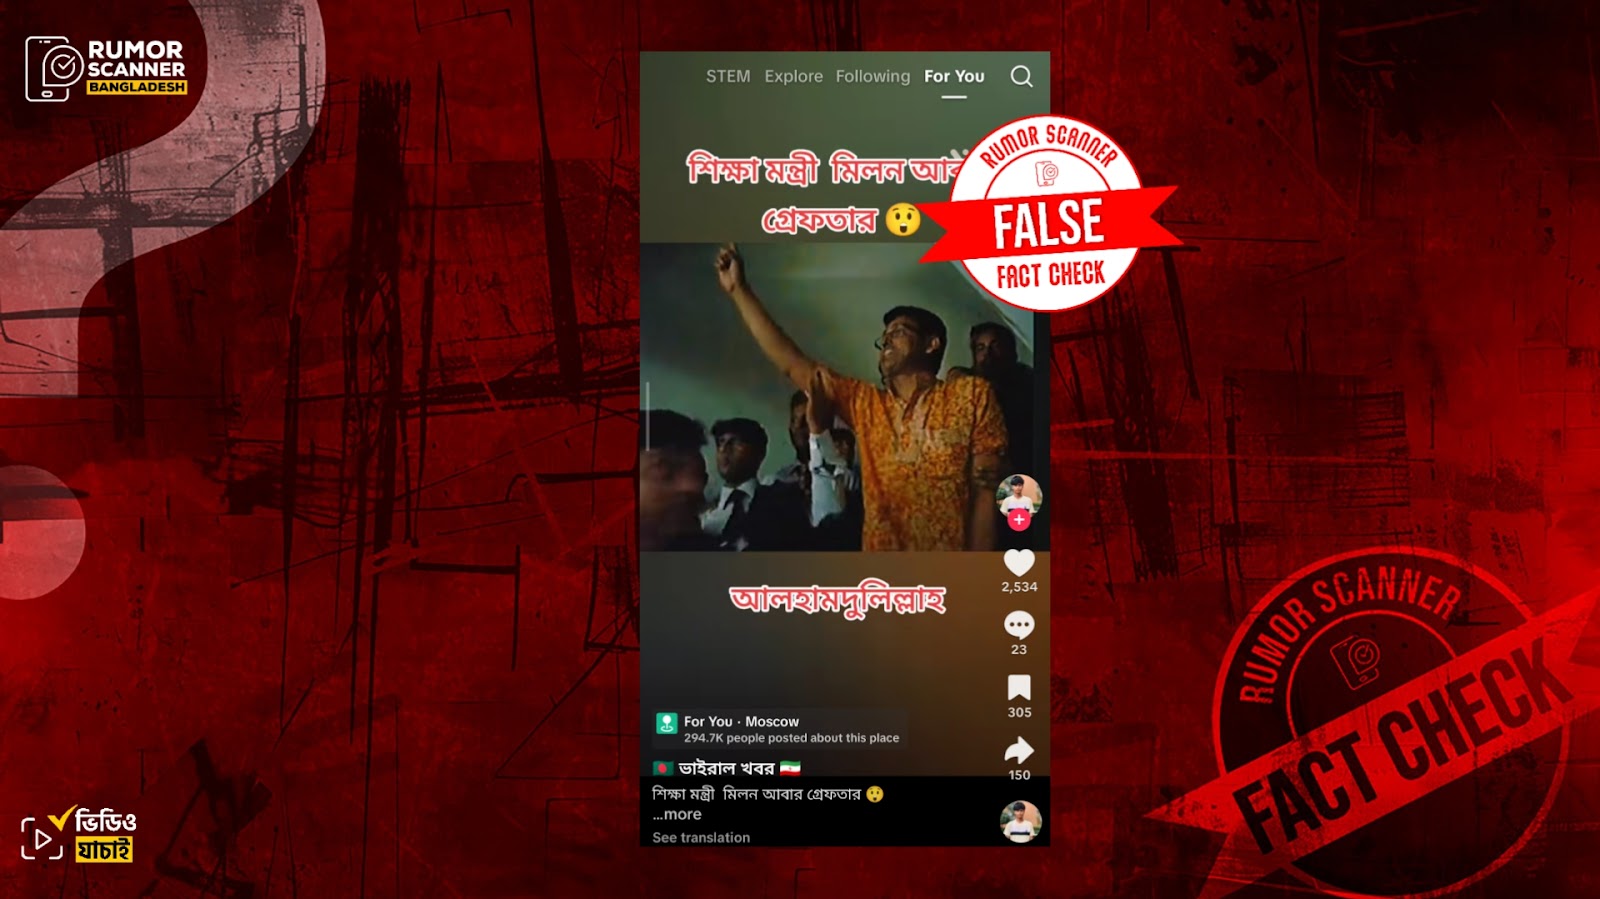 RUMOR
SCANNER
BANGLADESH
STEM Explore Following For You
শিক্ষা মন্ত্রী মিলন
গ্রেফতার 😲
RUMOR SCANNER
FALSE
FACT CHECK
2,534
23
305
150
আলহামদুলিল্লাহ
For You · Moscow
294.7K people posted about this place
🇧🇩 ভাইরাল খবর 🇮🇷
শিক্ষা মন্ত্রী মিলন আবার গ্রেফতার 😲
...more
See translation
ভিডিও
যাচাই
RUMOR SCANNER
FACT CHECK